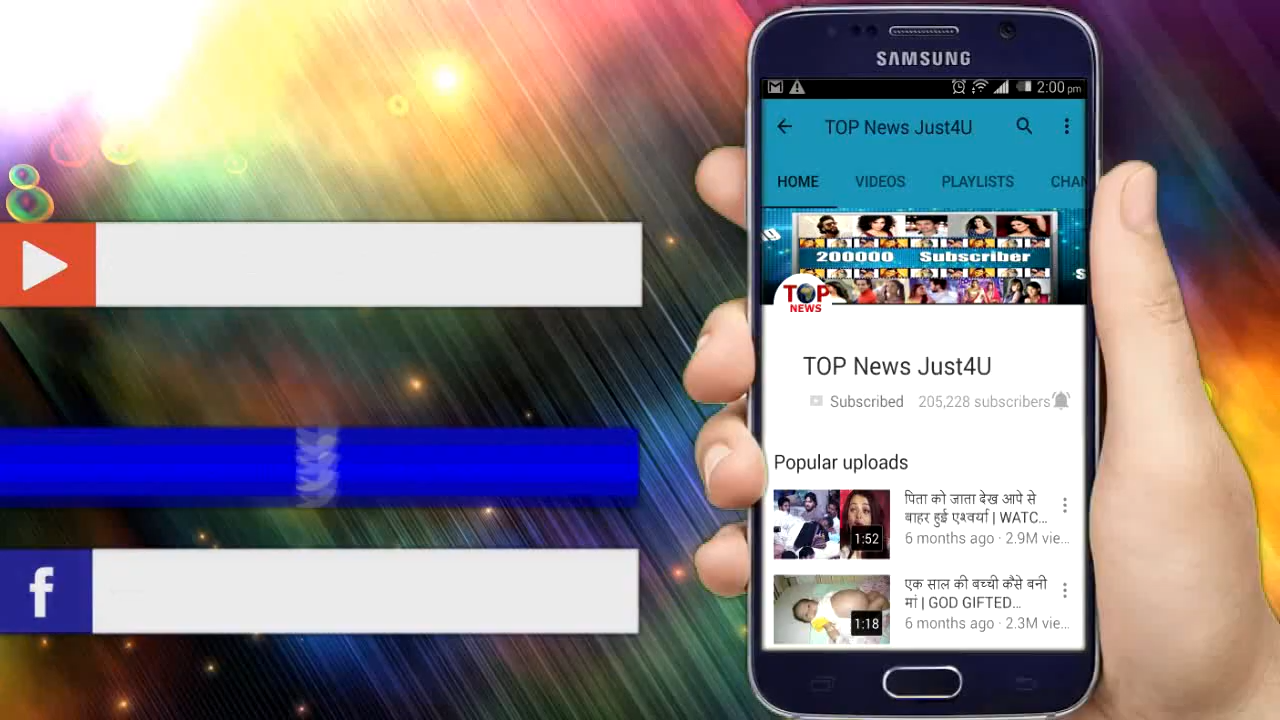 SAMSUNG
2:00 pm
TOP News Just4U
HOME VIDEOS PLAYLISTS CHAN
200000 Subscriber
TOP
NEWS
TOP News Just4U
Subscribed 205,228 subscribers
Popular uploads
पिता को जाता देख आपे से
बाहर हुई एश्वर्या | WATC...
1:52
6 months ago · 2.9M vie...
एक साल की बच्ची कैसे बनी
मां | GOD GIFTED...
1:18
6 months ago · 2.3M vie...
f